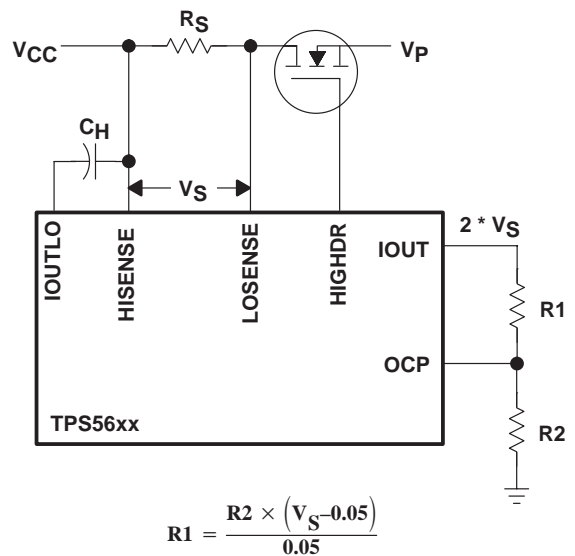 RS
VCC
VP
CH
VS
IOUTLO
HISENSE
LOSENSE
HIGHDR
2 * VS
IOUT
R1
OCP
R2
TPS56xx
R1 = R2 × (VS–0.05) / 0.05